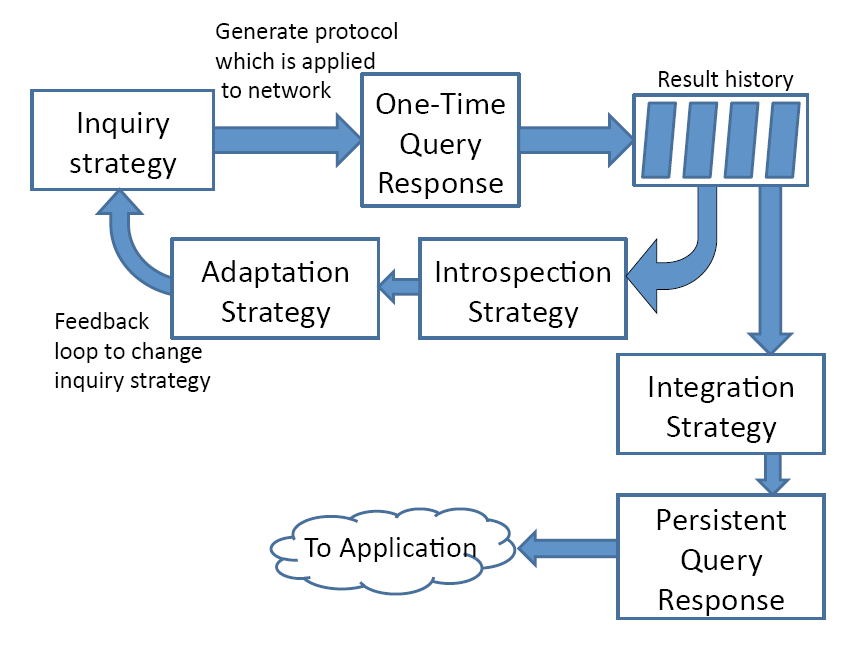 Generate protocol
which is applied
to network
Inquiry
strategy
One-Time
Query
Response
Result history
Adaptation
Strategy
Introspection
Strategy
Feedback
loop to change
inquiry strategy
Integration
Strategy
Persistent
Query
Response
To Application